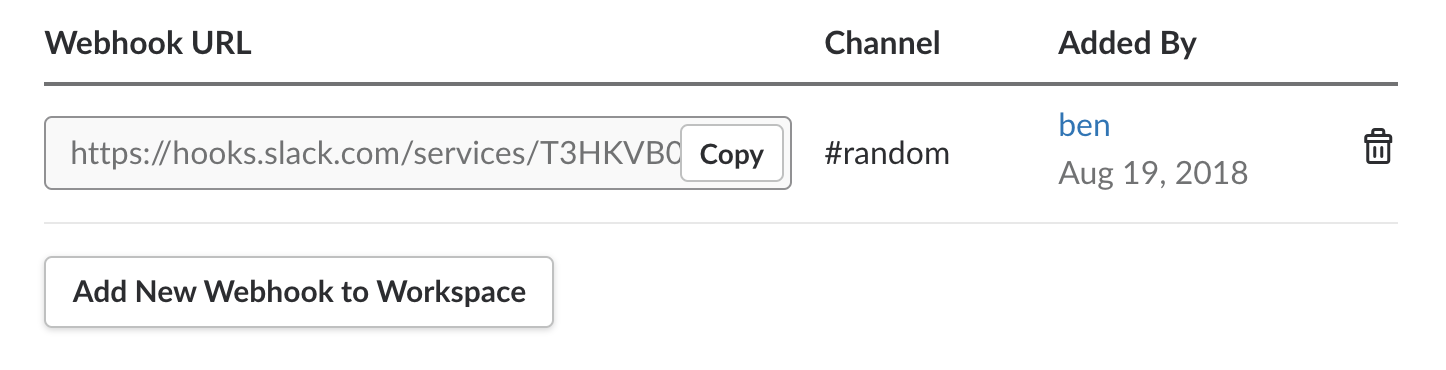 Webhook URL Channel Added By
https://hooks.slack.com/services/T3HKVB0 Copy #random ben
Aug 19, 2018
Add New Webhook to Workspace